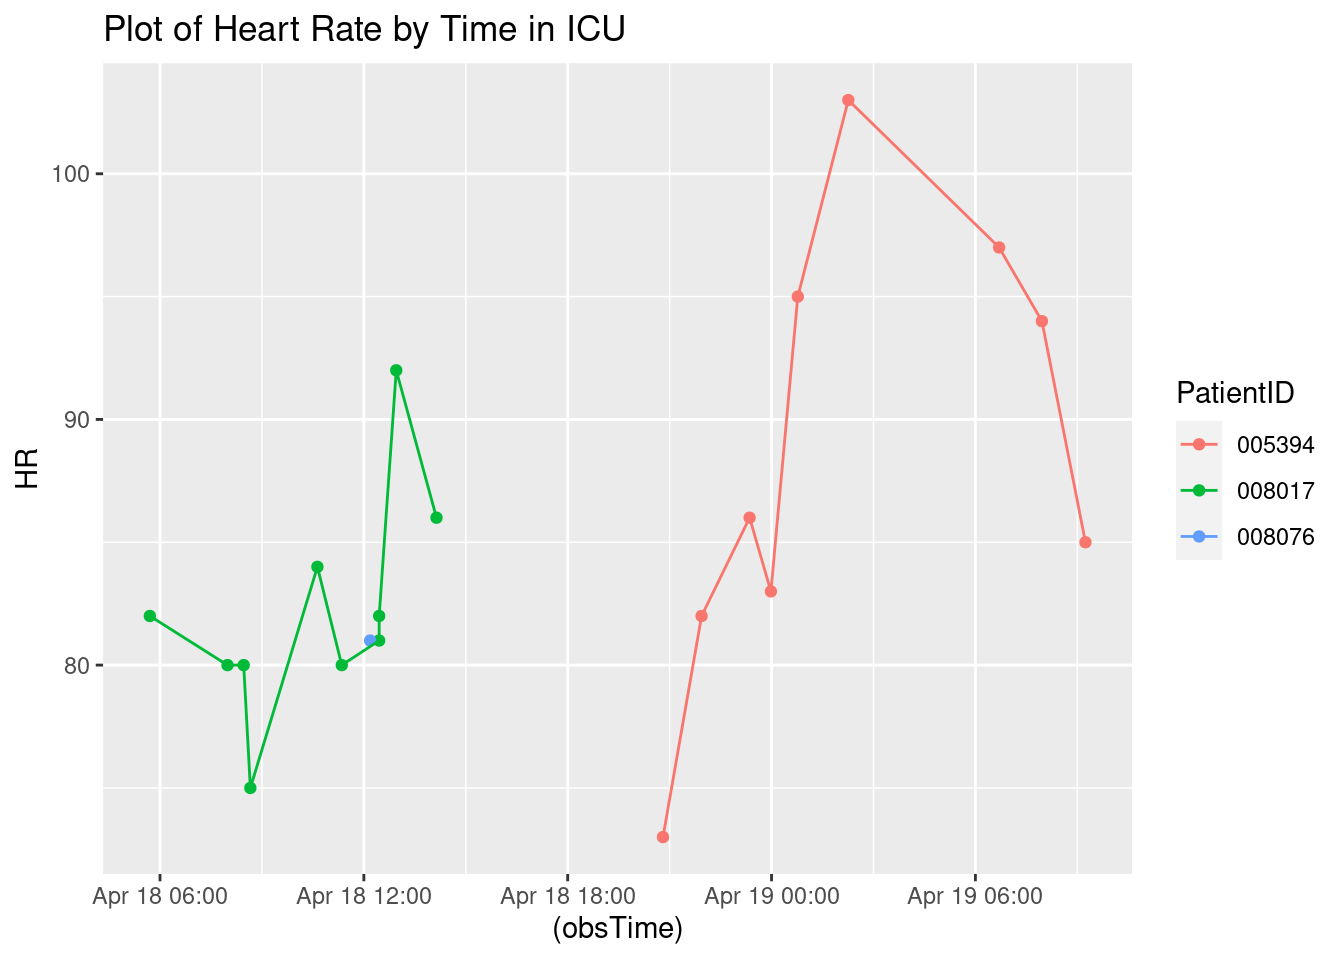 Plot of Heart Rate by Time in ICU
100
90
80
HR
Apr 18 06:00
Apr 18 12:00
Apr 18 18:00
Apr 19 00:00
Apr 19 06:00
(obsTime)
PatientID
005394
008017
008076